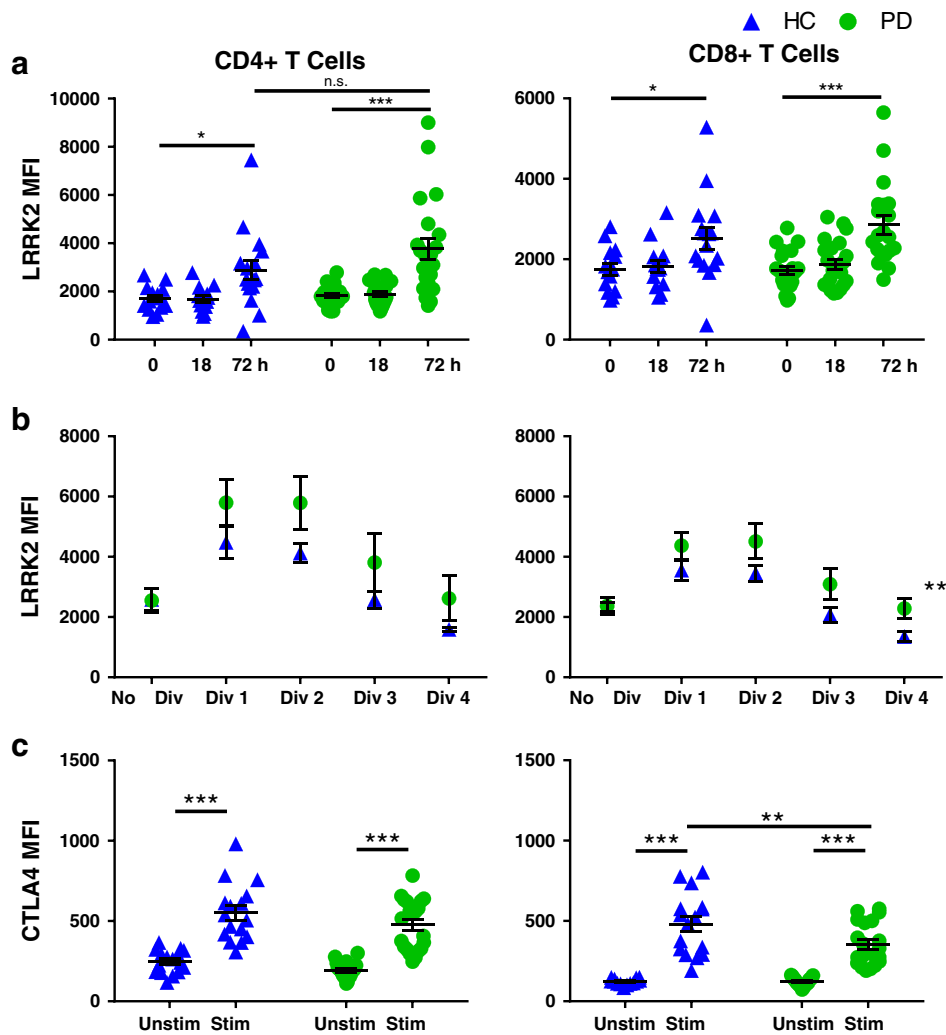 HC PD
a
CD4+ T Cells
CD8+ T Cells
n.s.
*
***
*
***
LRRK2 MFI
10000
8000
6000
4000
2000
0
0 18 72 h 0 18 72 h
6000
4000
2000
0
0 18 72 h 0 18 72 h
b
LRRK2 MFI
8000
6000
4000
2000
0
No Div Div 1 Div 2 Div 3 Div 4
8000
6000
4000
2000
0
**
No Div Div 1 Div 2 Div 3 Div 4
c
CTLA4 MFI
1500
1000
500
0
***
***
Unstim Stim Unstim Stim
1500
1000
500
0
***
**
***
Unstim Stim Unstim Stim